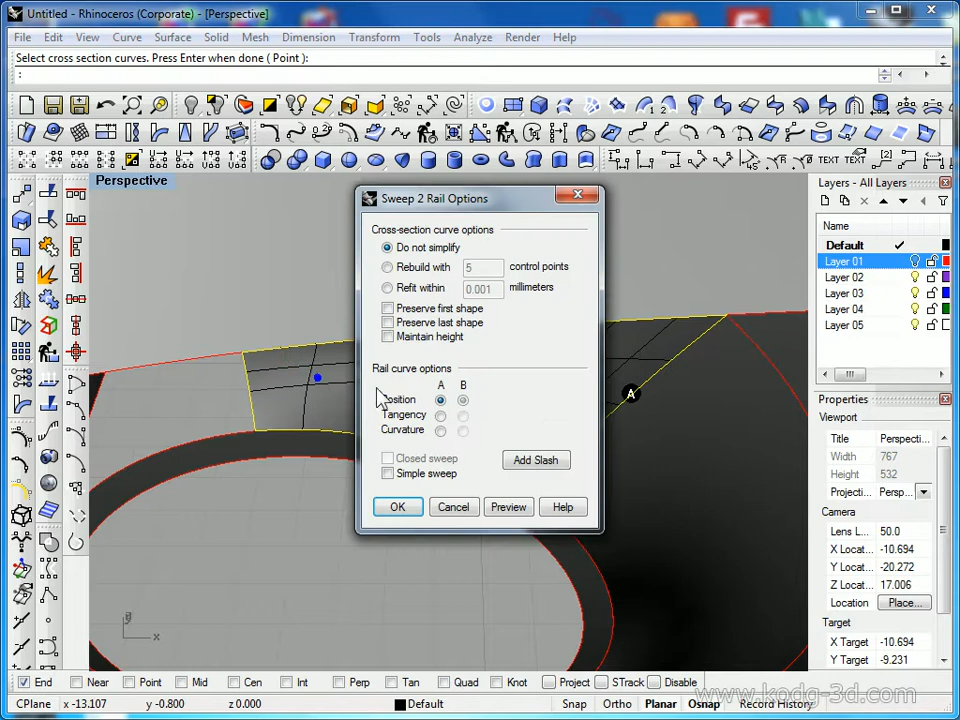 Untitled - Rhinoceros (Corporate) - [Perspective]
File Edit View Curve Surface Solid Mesh Dimension Transform Tools Analyze Render Help
Select cross section curves. Press Enter when done ( Point ):
:
TEXT TEXT
Perspective
Layers - All Layers
Name
Default
Layer 01
Layer 02
Layer 03
Layer 04
Layer 05
Sweep 2 Rail Options
Cross-section curve options
Do not simplify
Rebuild with 5 control points
Refit within 0.001 millimeters
Preserve first shape
Preserve last shape
Maintain height
Rail curve options
A B
osition
Tangency
Curvature
Closed sweep
Add Slash
Simple sweep
OK Cancel Preview Help
A
Properties
Title Perspecti...
Width 767
Height 532
Projecti... Persp...
Camera
Lens L... 50.0
X Locat... -10.694
Y Locat... -20.272
Z Locat... 17.006
Location Place...
Target
X Target -10.694
Y Target -9.231
y
x
End Near Point Mid Cen Int Perp Tan Quad Knot Project STrack Disable
www.kodg-3d.com
CPlane x -13.107 y -0.800 z 0.000 Default Snap Ortho Planar Osnap Record History